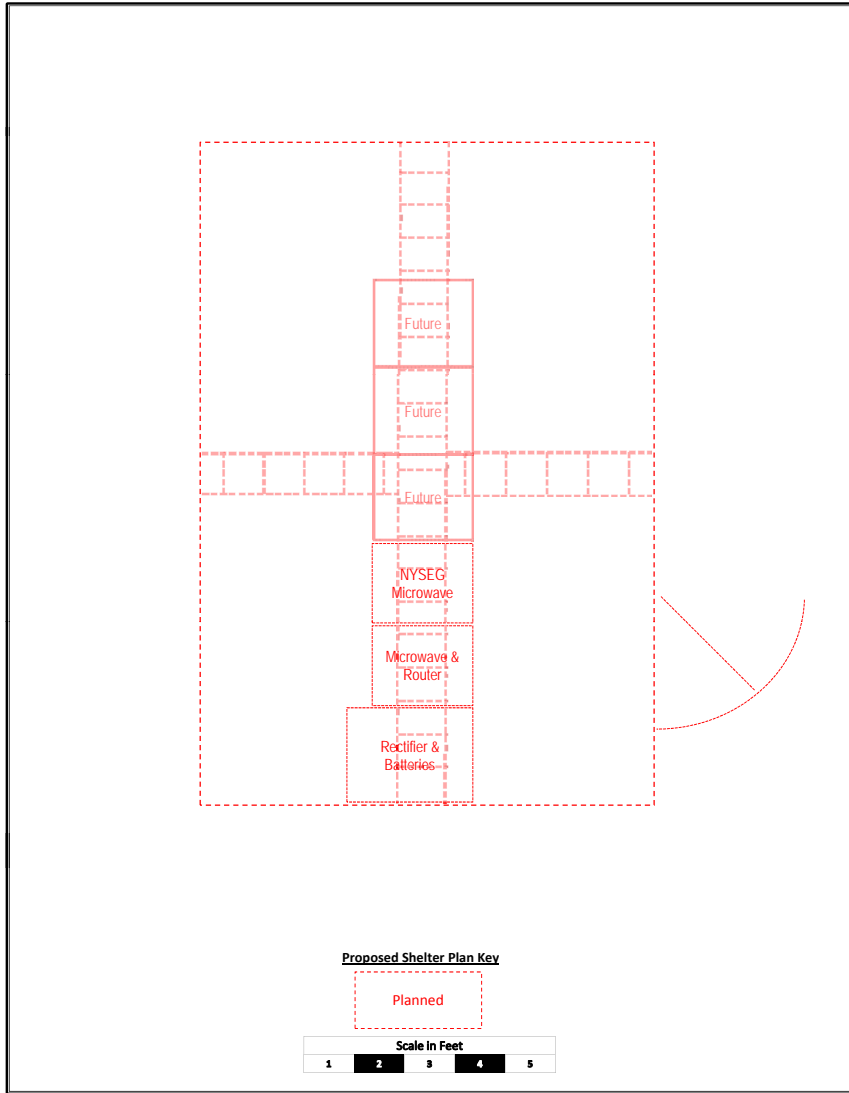 Future
Future
Future
NYSEG
Microwave
Microwave &
Router
Rectifier &
Batteries
Proposed Shelter Plan Key
Planned
Scale in Feet
1 2 3 4 5